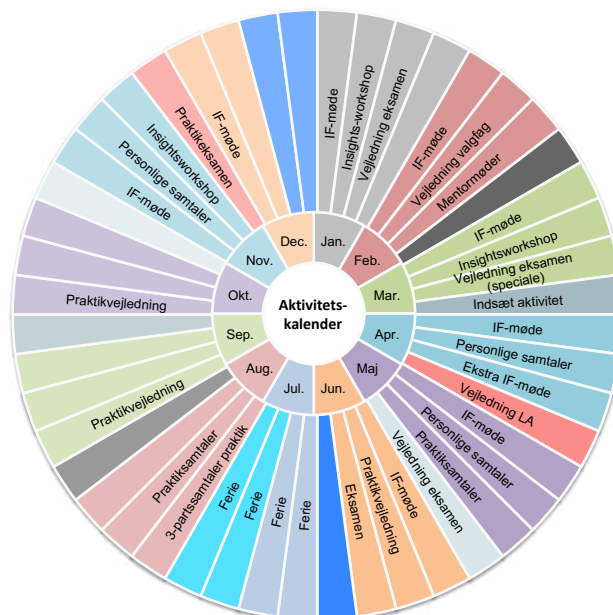 Aktivitets-
kalender
Jan.
Feb.
Mar.
Apr.
Maj
Jun.
Jul.
Aug.
Sep.
Okt.
Nov.
Dec.
IF-møde
Insights-workshop
Vejledning eksamen
IF-møde
Vejledning valgfag
Mentormøder
IF-møde
Insightsworkshop
Vejledning eksamen
(speciale)
Indsæt aktivitet
IF-møde
Personlige samtaler
Ekstra IF-møde
Vejledning LA
IF-møde
Personlige samtaler
Praktiksamtaler
Vejledning eksamen
IF-møde
Praktikvejledning
Eksamen
Ferie
Ferie
Ferie
Ferie
3-partssamtaler praktik
Praktiksamtaler
Praktikvejledning
Praktikvejledning
IF-møde
Personlige samtaler
Insightsworkshop
Praktikeksamen
IF-møde